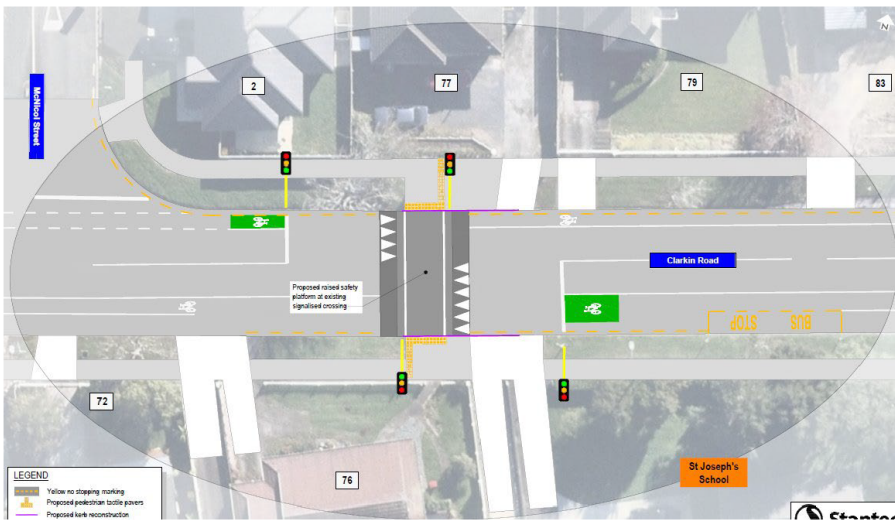 N
McNicol Street
2
77
79
83
Clarkin Road
Proposed raised safety
platform at existing
signalised crossing
BUS STOP
72
76
St Joseph's
School
LEGEND
Yellow no stopping marking
Proposed pedestrian tactile pavers
Proposed kerb reconstruction
Stantec